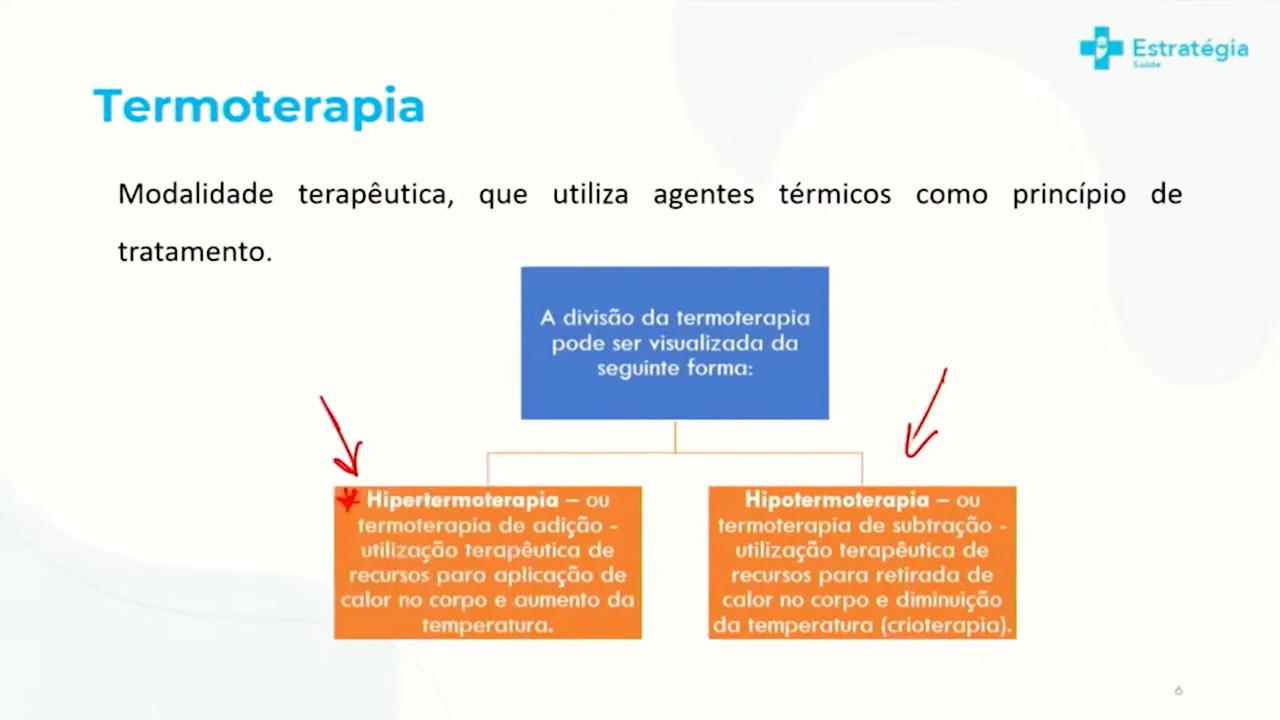 Estratégia
Saúde
Termoterapia
Modalidade terapêutica, que utiliza agentes térmicos como princípio de
tratamento.
A divisão da termoterapia
pode ser visualizada da
seguinte forma:
Hipertermoterapia – ou
termoterapia de adição -
utilização terapêutica de
recursos para aplicação de
calor no corpo e aumento da
temperatura.
Hipotermoterapia – ou
termoterapia de subtração -
utilização terapêutica de
recursos para retirada de
calor no corpo e diminuição
da temperatura (crioterapia).
6